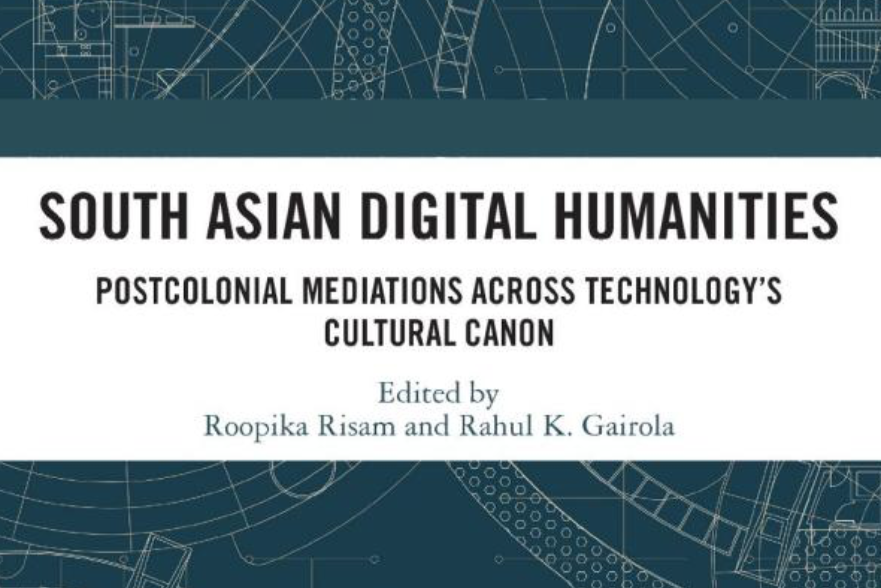 SOUTH ASIAN DIGITAL HUMANITIES
POSTCOLONIAL MEDIATIONS ACROSS TECHNOLOGY’S
CULTURAL CANON
Edited by
Roopika Risam and Rahul K. Gairola